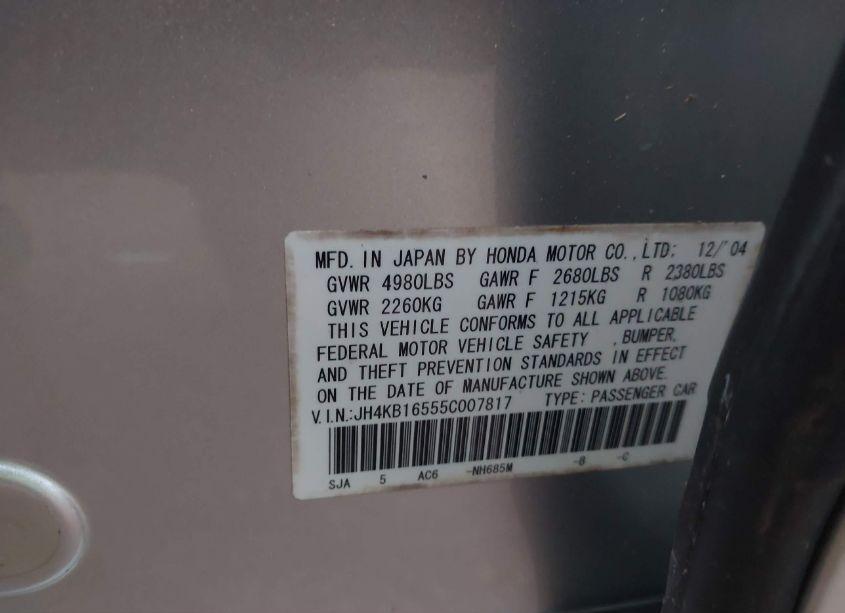 MFD. IN JAPAN BY HONDA MOTOR CO.,LTD; 12/'04
GVWR 4980LBS GAWR F 2680LBS R 2380LBS
GVWR 2260KG GAWR F 1215KG R 1080KG
THIS VEHICLE CONFORMS TO ALL APPLICABLE
FEDERAL MOTOR VEHICLE SAFETY ,BUMPER,
AND THEFT PREVENTION STANDARDS IN EFFECT
ON THE DATE OF MANUFACTURE SHOWN ABOVE.
V.I.N.:JH4KB16555C007817 TYPE: PASSENGER CAR
SJA 5 AC6 -NH685M -B -C